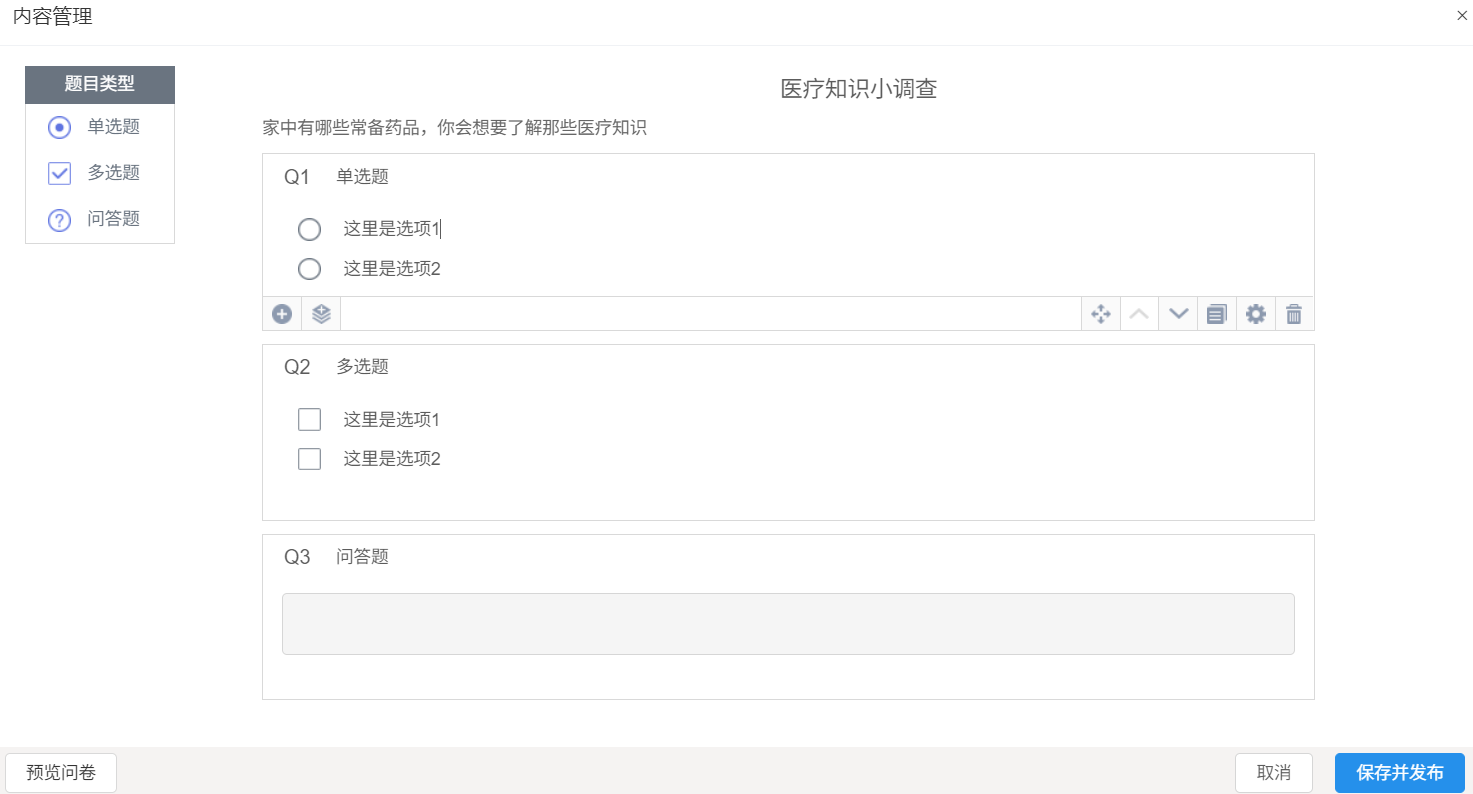 内容管理
×
题目类型
单选题
多选题
问答题
医疗知识小调查
家中有哪些常备药品，你会想要了解那些医疗知识
Q1 单选题
这里是选项1
这里是选项2
Q2 多选题
这里是选项1
这里是选项2
Q3 问答题
预览问卷 取消 保存并发布